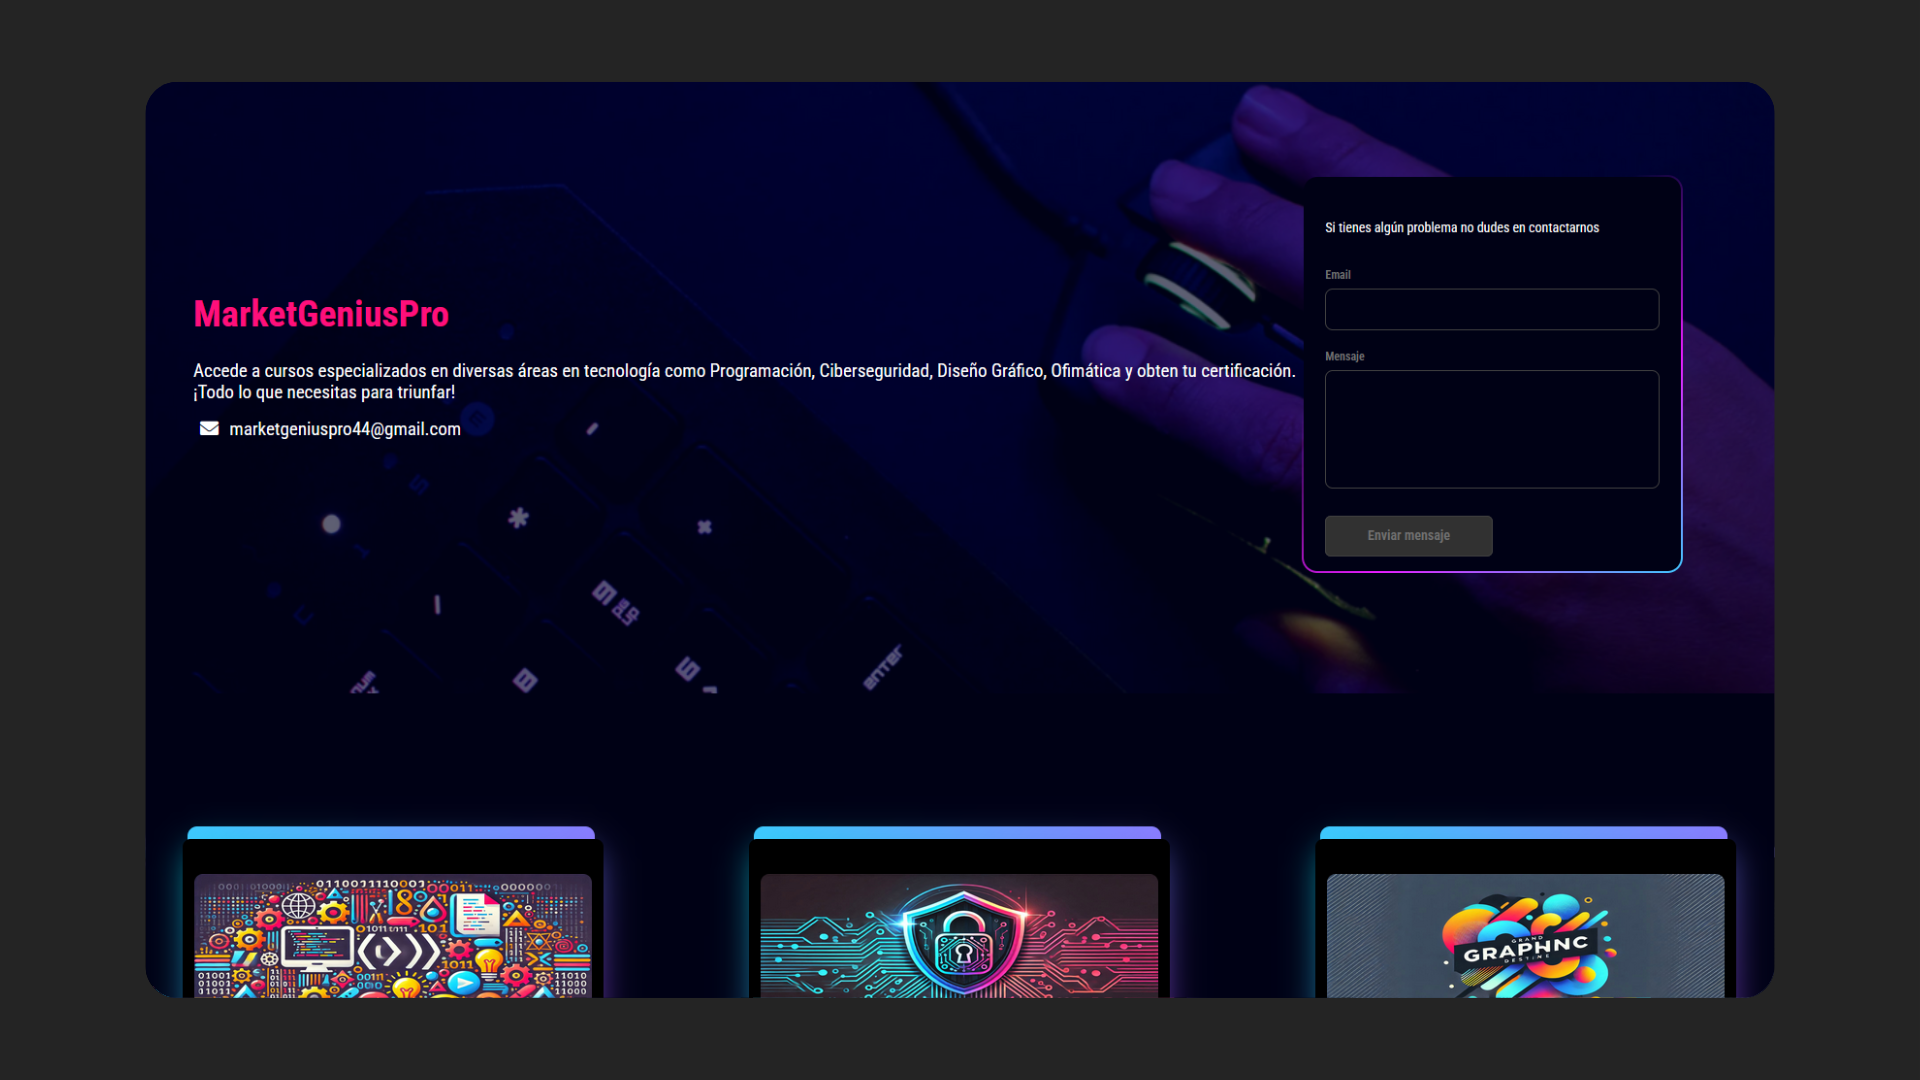 Si tienes algún problema no dudes en contactarnos
Email
MarketGeniusPro
Mensaje
Accede a cursos especializados en diversas áreas en tecnología como Programación, Ciberseguridad, Diseño Gráfico, Ofimática y obten tu certificación.
¡Todo lo que necesitas para triunfar!
marketgeniuspro44@gmail.com
Enviar mensaje
enter
GRAND
GRAPHNC